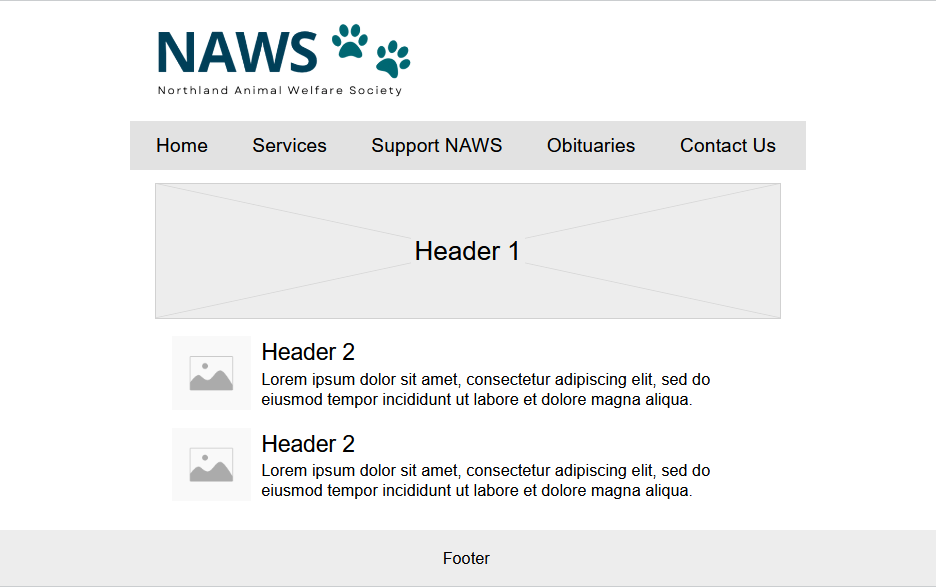 NAWS
Northland Animal Welfare Society
Home Services Support NAWS Obituaries Contact Us
Header 1
Header 2
Lorem ipsum dolor sit amet, consectetur adipiscing elit, sed do
eiusmod tempor incididunt ut labore et dolore magna aliqua.
Header 2
Lorem ipsum dolor sit amet, consectetur adipiscing elit, sed do
eiusmod tempor incididunt ut labore et dolore magna aliqua.
Footer